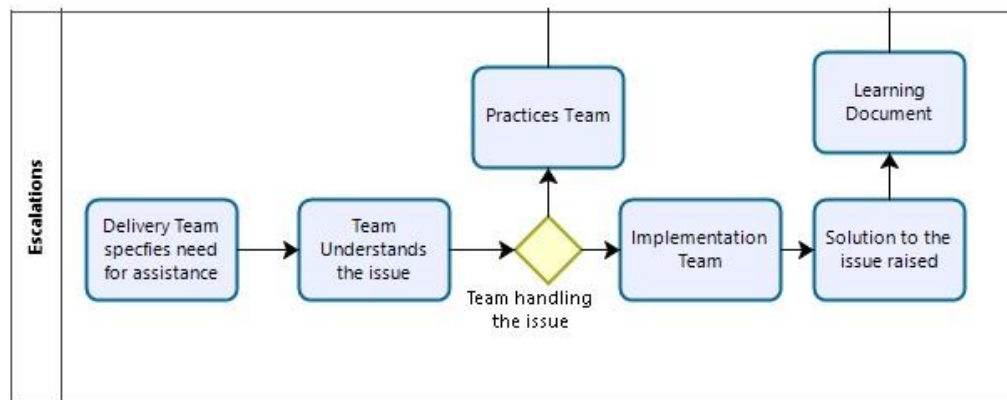 Escalations
Delivery Team
specfies need
for assistance
Team
Understands
the issue
Team handling
the issue
Practices Team
Implementation
Team
Solution to the
issue raised
Learning
Document